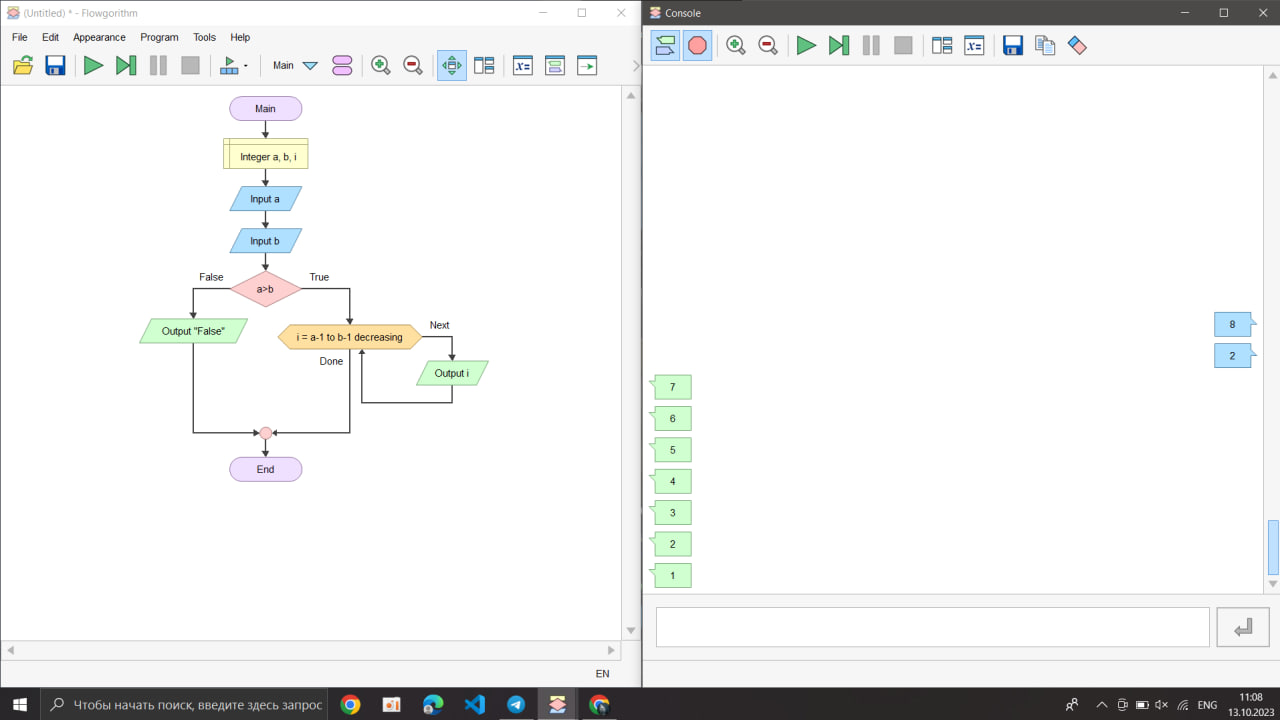 (Untitled) * - Flowgorithm
File Edit Appearance Program Tools Help
Main
x=
Main
Integer a, b, i
Input a
Input b
False
True
a>b
Output "False"
i = a-1 to b-1 decreasing
Next
Done
Output i
End
EN
Console
x=
8
2
7
6
5
4
3
2
1
Чтобы начать поиск, введите здесь запрос
ENG
11:08
13.10.2023